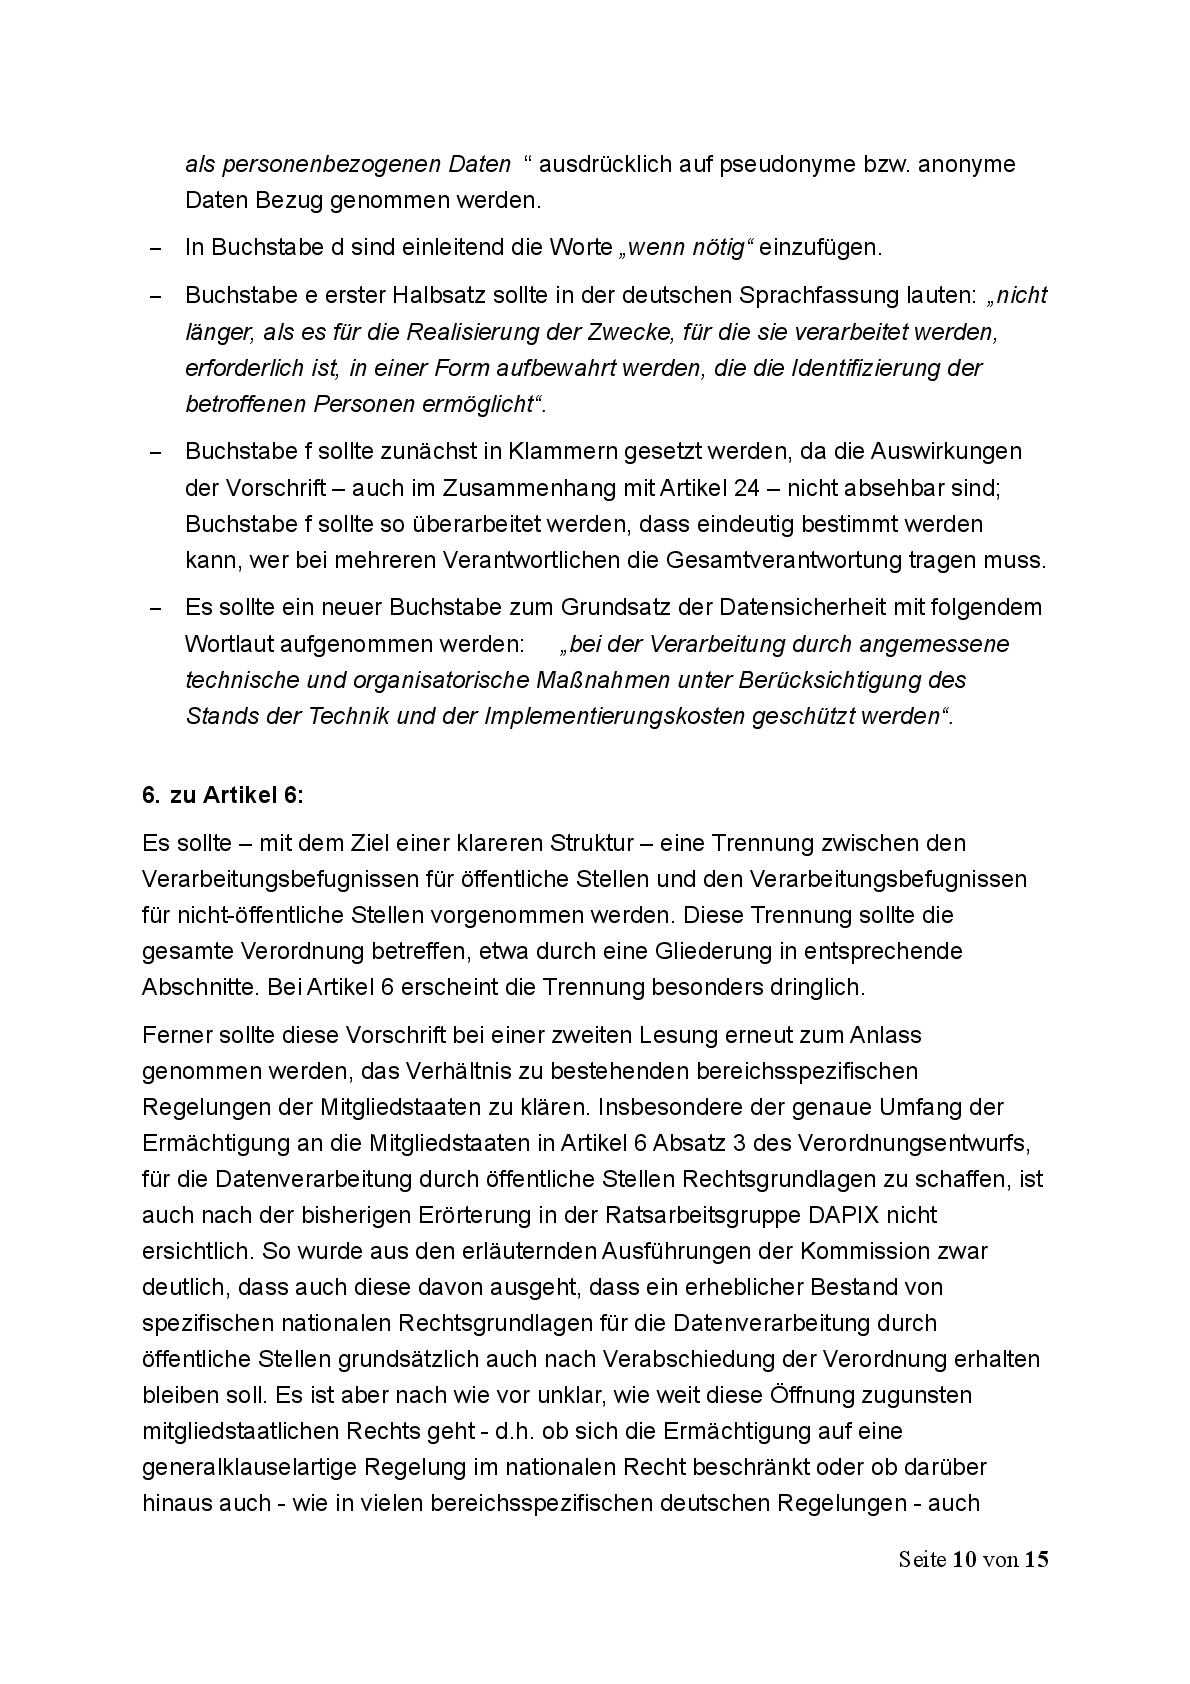 als personenbezogenen Daten “ ausdrücklich auf pseudonyme bzw. anonyme
Daten Bezug genommen werden.
– In Buchstabe d sind einleitend die Worte „wenn nötig“ einzufügen.
– Buchstabe e erster Halbsatz sollte in der deutschen Sprachfassung lauten: „nicht
länger, als es für die Realisierung der Zwecke, für die sie verarbeitet werden,
erforderlich ist, in einer Form aufbewahrt werden, die die Identifizierung der
betroffenen Personen ermöglicht“.
– Buchstabe f sollte zunächst in Klammern gesetzt werden, da die Auswirkungen
der Vorschrift – auch im Zusammenhang mit Artikel 24 – nicht absehbar sind;
Buchstabe f sollte so überarbeitet werden, dass eindeutig bestimmt werden
kann, wer bei mehreren Verantwortlichen die Gesamtverantwortung tragen muss.
– Es sollte ein neuer Buchstabe zum Grundsatz der Datensicherheit mit folgendem
Wortlaut aufgenommen werden: „bei der Verarbeitung durch angemessene
technische und organisatorische Maßnahmen unter Berücksichtigung des
Stands der Technik und der Implementierungskosten geschützt werden“.
6. zu Artikel 6:
Es sollte – mit dem Ziel einer klareren Struktur – eine Trennung zwischen den
Verarbeitungsbefugnissen für öffentliche Stellen und den Verarbeitungsbefugnissen
für nicht-öffentliche Stellen vorgenommen werden. Diese Trennung sollte die
gesamte Verordnung betreffen, etwa durch eine Gliederung in entsprechende
Abschnitte. Bei Artikel 6 erscheint die Trennung besonders dringlich.
Ferner sollte diese Vorschrift bei einer zweiten Lesung erneut zum Anlass
genommen werden, das Verhältnis zu bestehenden bereichsspezifischen
Regelungen der Mitgliedstaaten zu klären. Insbesondere der genaue Umfang der
Ermächtigung an die Mitgliedstaaten in Artikel 6 Absatz 3 des Verordnungsentwurfs,
für die Datenverarbeitung durch öffentliche Stellen Rechtsgrundlagen zu schaffen, ist
auch nach der bisherigen Erörterung in der Ratsarbeitsgruppe DAPIX nicht
ersichtlich. So wurde aus den erläuternden Ausführungen der Kommission zwar
deutlich, dass auch diese davon ausgeht, dass ein erheblicher Bestand von
spezifischen nationalen Rechtsgrundlagen für die Datenverarbeitung durch
öffentliche Stellen grundsätzlich auch nach Verabschiedung der Verordnung erhalten
bleiben soll. Es ist aber nach wie vor unklar, wie weit diese Öffnung zugunsten
mitgliedstaatlichen Rechts geht - d.h. ob sich die Ermächtigung auf eine
generalklauselartige Regelung im nationalen Recht beschränkt oder ob darüber
hinaus auch - wie in vielen bereichsspezifischen deutschen Regelungen - auch
Seite 10 von 15